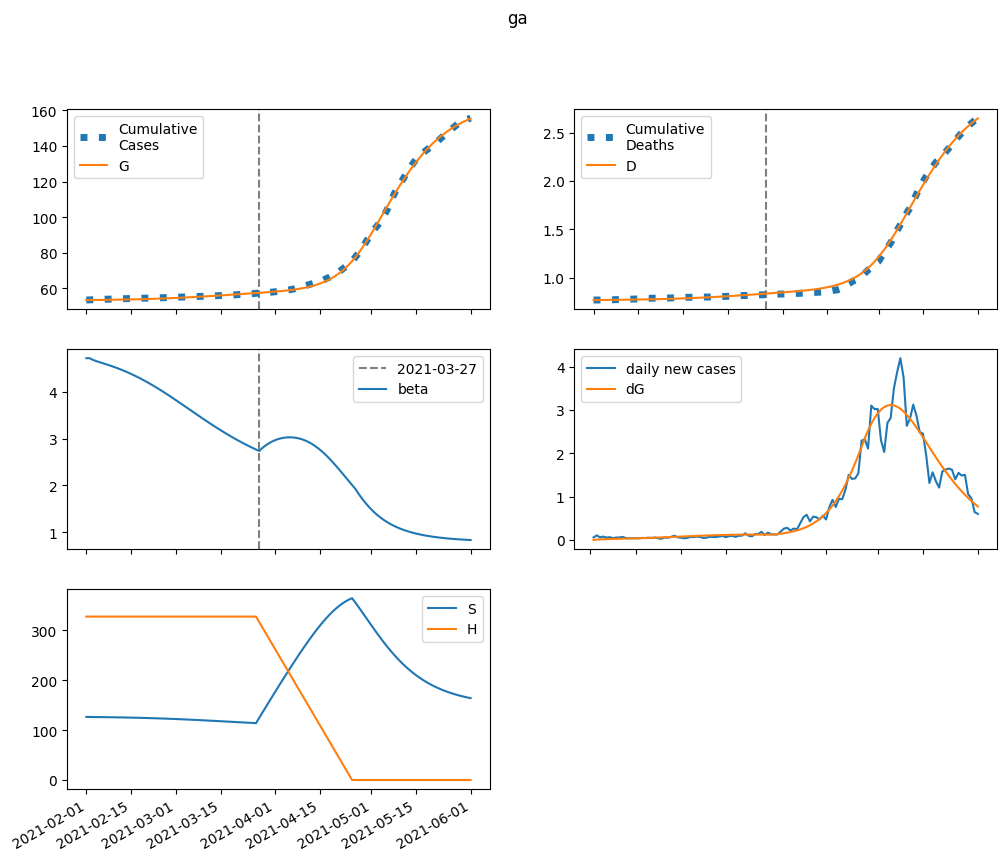 ga
160
140
120
100
80
60
Cumulative
Cases
G
2.5
2.0
1.5
1.0
Cumulative
Deaths
D
4
3
2
1
2021-03-27
beta
4
3
2
1
0
daily new cases
dG
300
200
100
0
S
H
2021-02-01
2021-02-15
2021-03-01
2021-03-15
2021-04-01
2021-04-15
2021-05-01
2021-05-15
2021-06-01